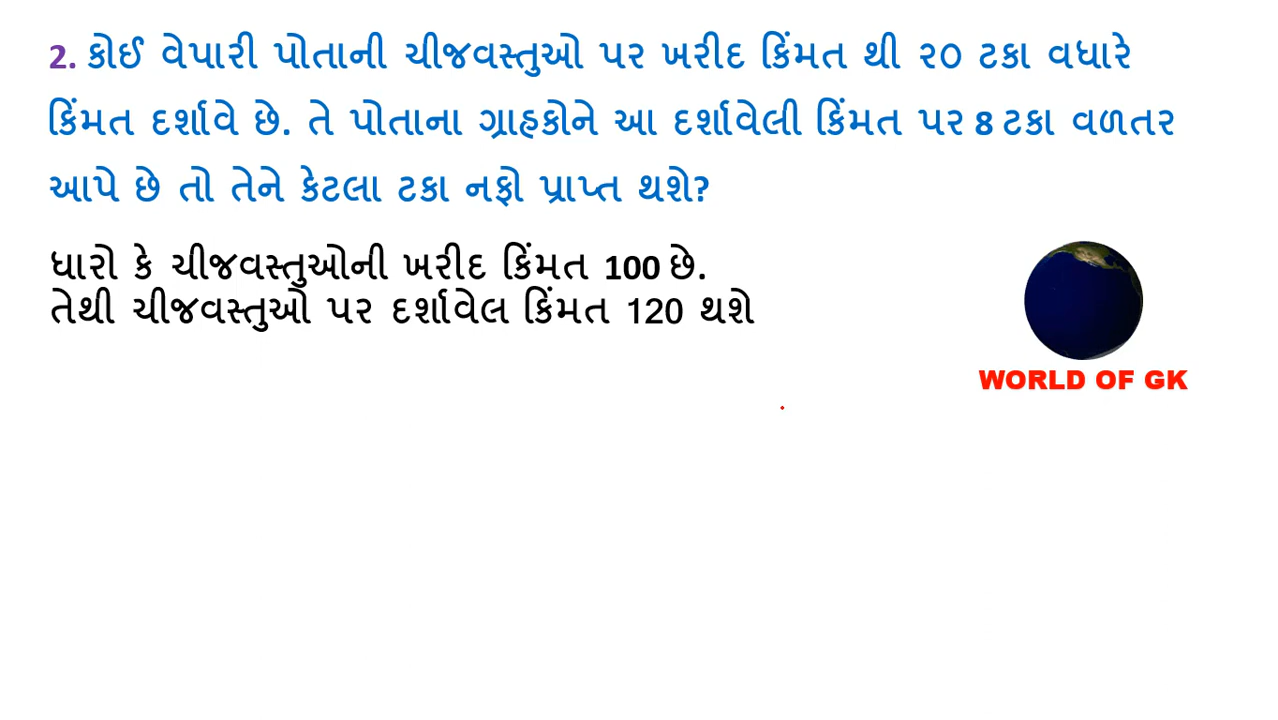 2. કોઈ વેપારી પોતાની ચીજવસ્તુઓ પર ખરીદ કિંમત થી ૨૦ ટકા વધારે
કિંમત દર્શાવે છે. તે પોતાના ગ્રાહકોને આ દર્શાવેલી કિંમત પર 8 ટકા વળતર
આપે છે તો તેને કેટલા ટકા નફો પ્રાપ્ત થશે?
ધારો કે ચીજવસ્તુઓની ખરીદ કિંમત 100 છે.
તેથી ચીજવસ્તુઓ પર દર્શાવેલ કિંમત 120 થશે
WORLD OF GK